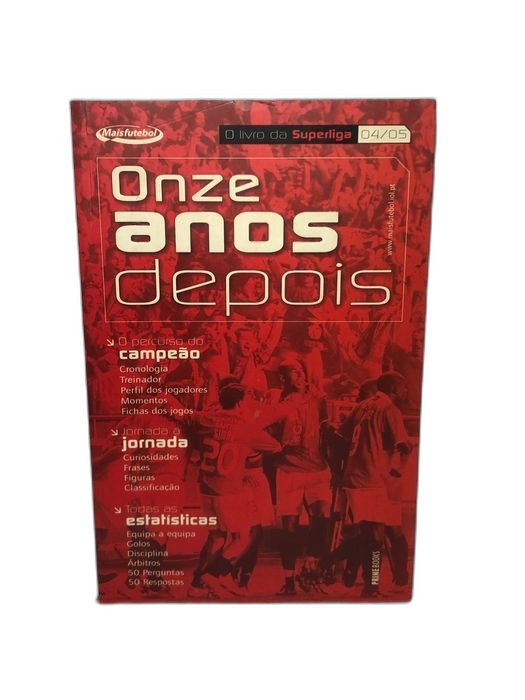 Maisfutebol
O livro da Superliga 04/05
Onze
anos
depois
www.maisfutebol.iol.pt
O percurso do
campeão
Cronologia
Treinador
Perfil dos jogadores
Momentos
Fichas dos jogos
Jornada a
jornada
Curiosidades
Frases
Figuras
Classificação
Todas as
estatísticas
Equipa a equipa
Golos
Disciplina
Árbitros
50 Perguntas
50 Respostas
20
PRIMEBOOKS